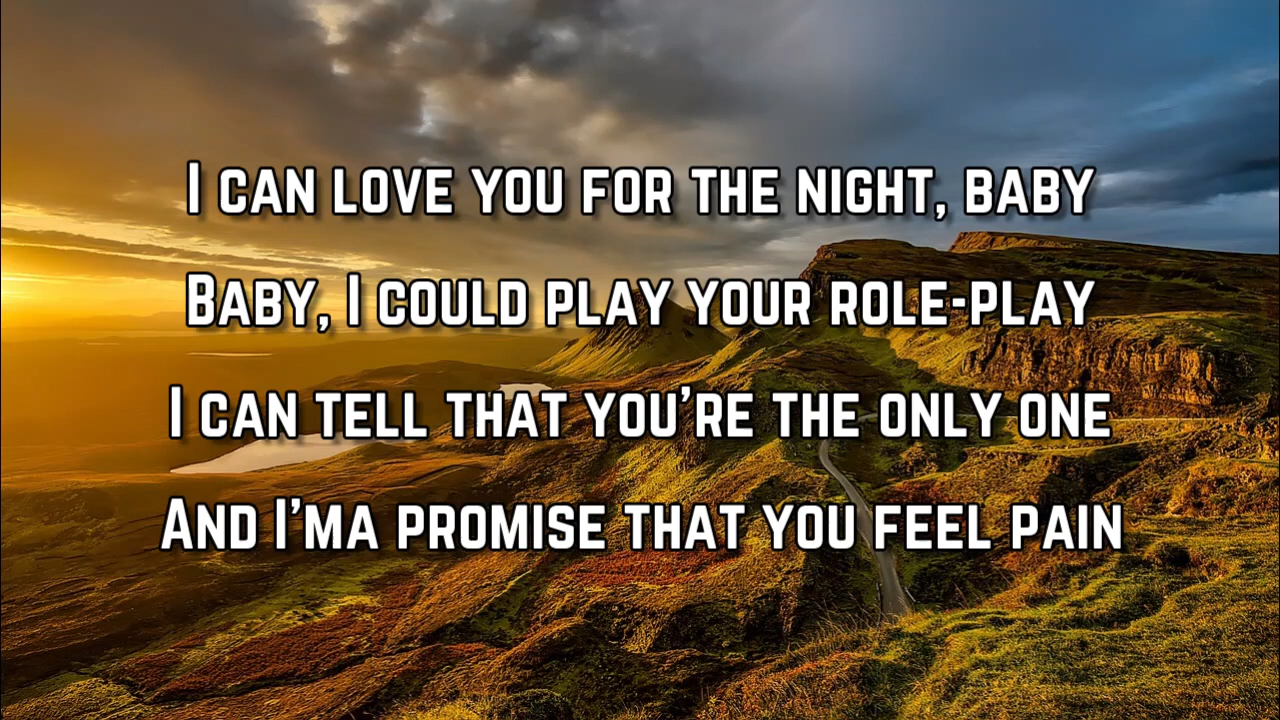 I can love you for the night, baby
Baby, I could play your role-play
I can tell that you're the only one
And I'ma promise that you feel pain